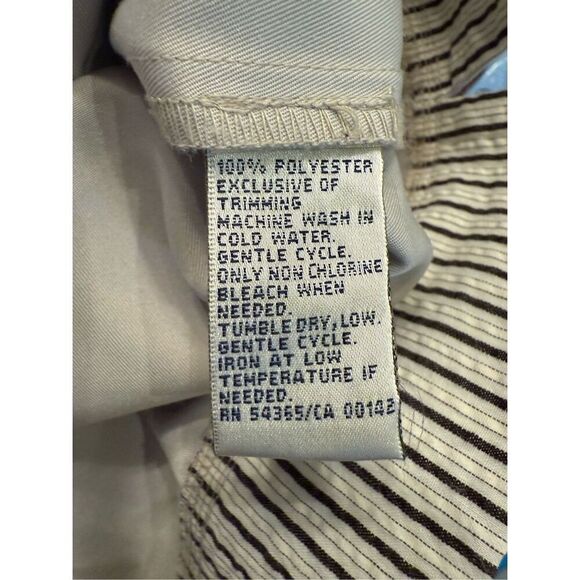 100% POLYESTER
EXCLUSIVE OF
TRIMMING
MACHINE WASH IN
COLD WATER.
GENTLE CYCLE.
ONLY NON CHLORINE
BLEACH WHEN
NEEDED.
TUMBLE DRY, LOW.
GENTLE CYCLE.
IRON AT LOW
TEMPERATURE IF
NEEDED.
RN 54365/CA 00142